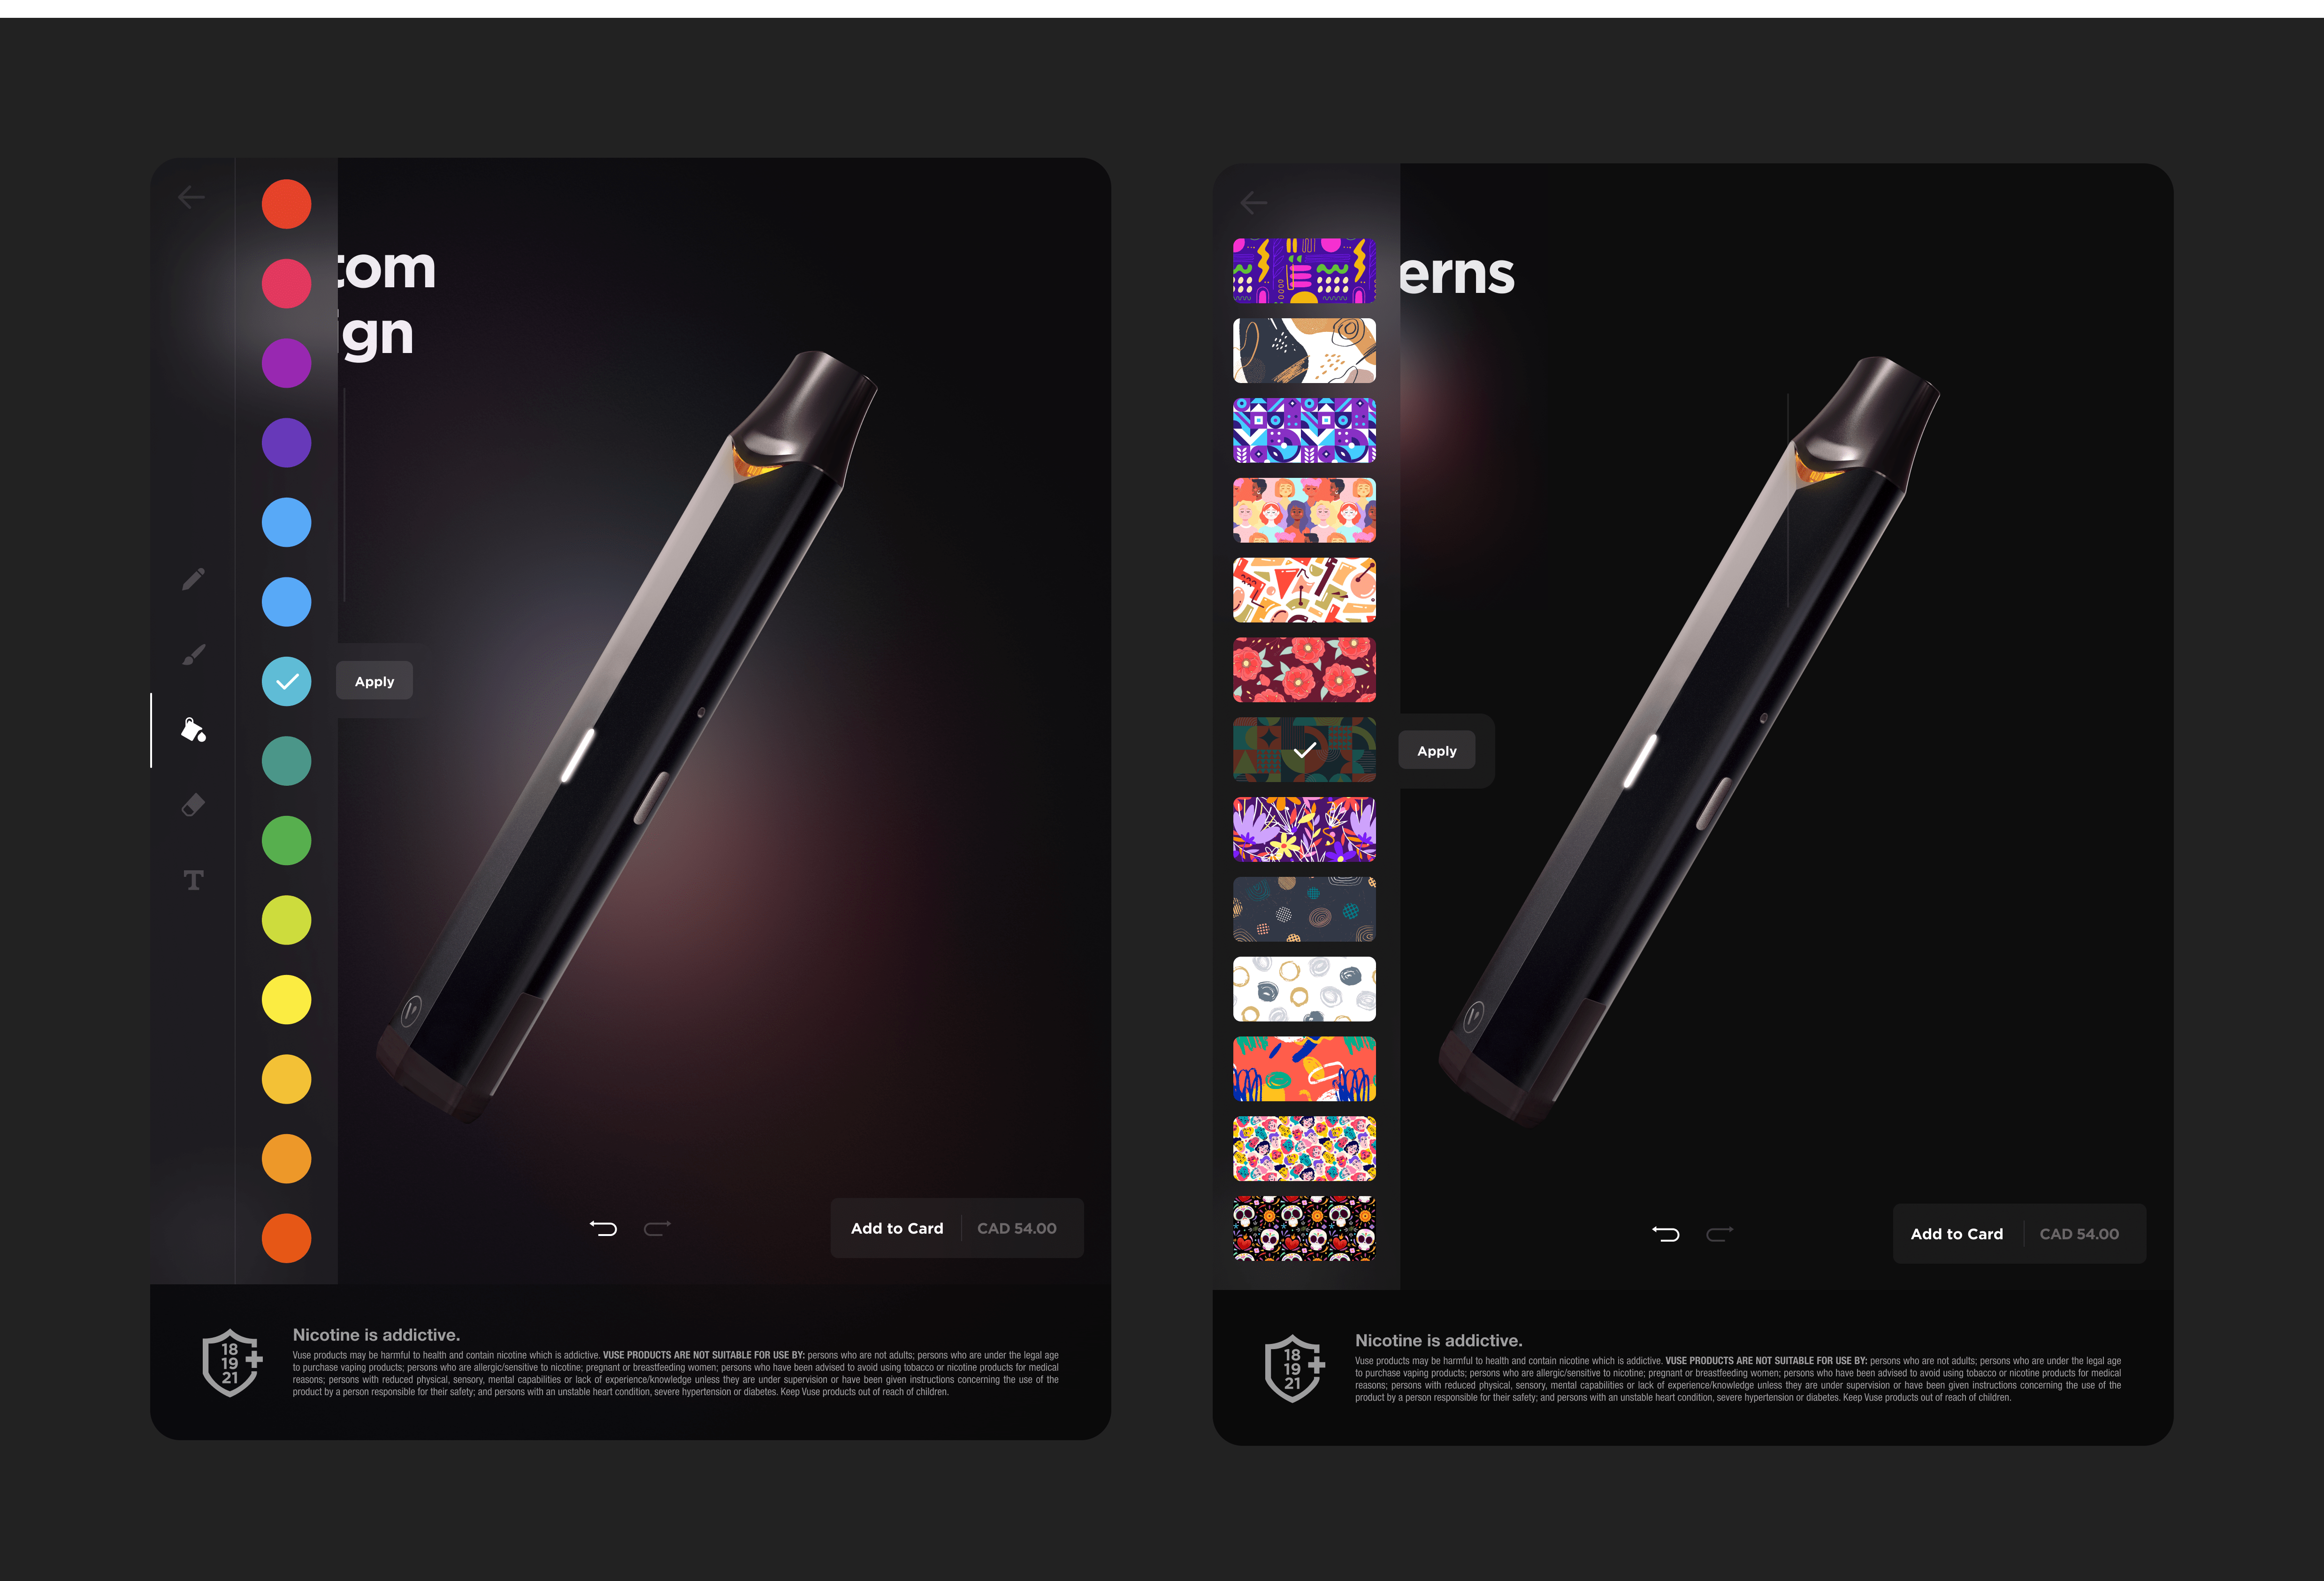 tom
ign
Apply
Add to Card CAD 54.00
18
19
21
Nicotine is addictive.
Vuse products may be harmful to health and contain nicotine which is addictive. VUSE PRODUCTS ARE NOT SUITABLE FOR USE BY: persons who are not adults; persons who are under the legal age
to purchase vaping products; persons who are allergic/sensitive to nicotine; pregnant or breastfeeding women; persons who have been advised to avoid using tobacco or nicotine products for medical
reasons; persons with reduced physical, sensory, mental capabilities or lack of experience/knowledge unless they are under supervision or have been given instructions concerning the use of the
product by a person responsible for their safety; and persons with an unstable heart condition, severe hypertension or diabetes. Keep Vuse products out of reach of children.
erns
Apply
Add to Card CAD 54.00
18
19
21
Nicotine is addictive.
Vuse products may be harmful to health and contain nicotine which is addictive. VUSE PRODUCTS ARE NOT SUITABLE FOR USE BY: persons who are not adults; persons who are under the legal age
to purchase vaping products; persons who are allergic/sensitive to nicotine; pregnant or breastfeeding women; persons who have been advised to avoid using tobacco or nicotine products for medical
reasons; persons with reduced physical, sensory, mental capabilities or lack of experience/knowledge unless they are under supervision or have been given instructions concerning the use of the
product by a person responsible for their safety; and persons with an unstable heart condition, severe hypertension or diabetes. Keep Vuse products out of reach of children.